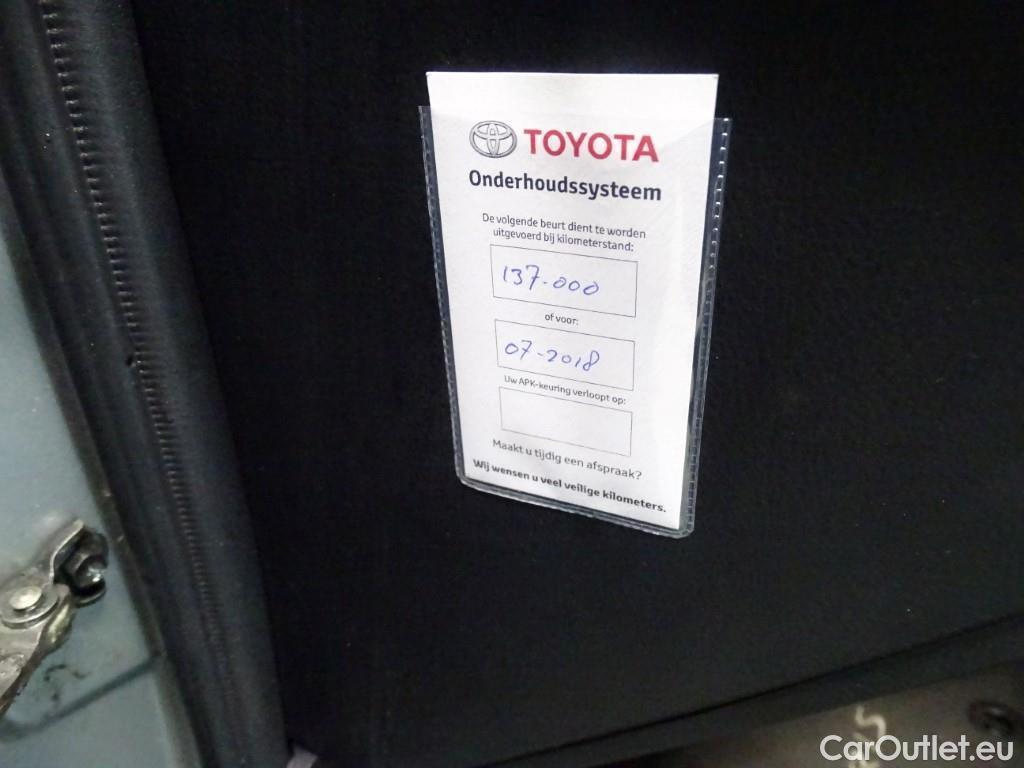 TOYOTA
Onderhoudssysteem
De volgende beurt dient te worden
uitgevoerd bij kilometerstand:
137.000
of voor:
07-2018
Uw APK-keuring verloopt op:
Maakt u tijdig een afspraak?
Wij wensen u veel veilige kilometers.
CarOutlet.eu